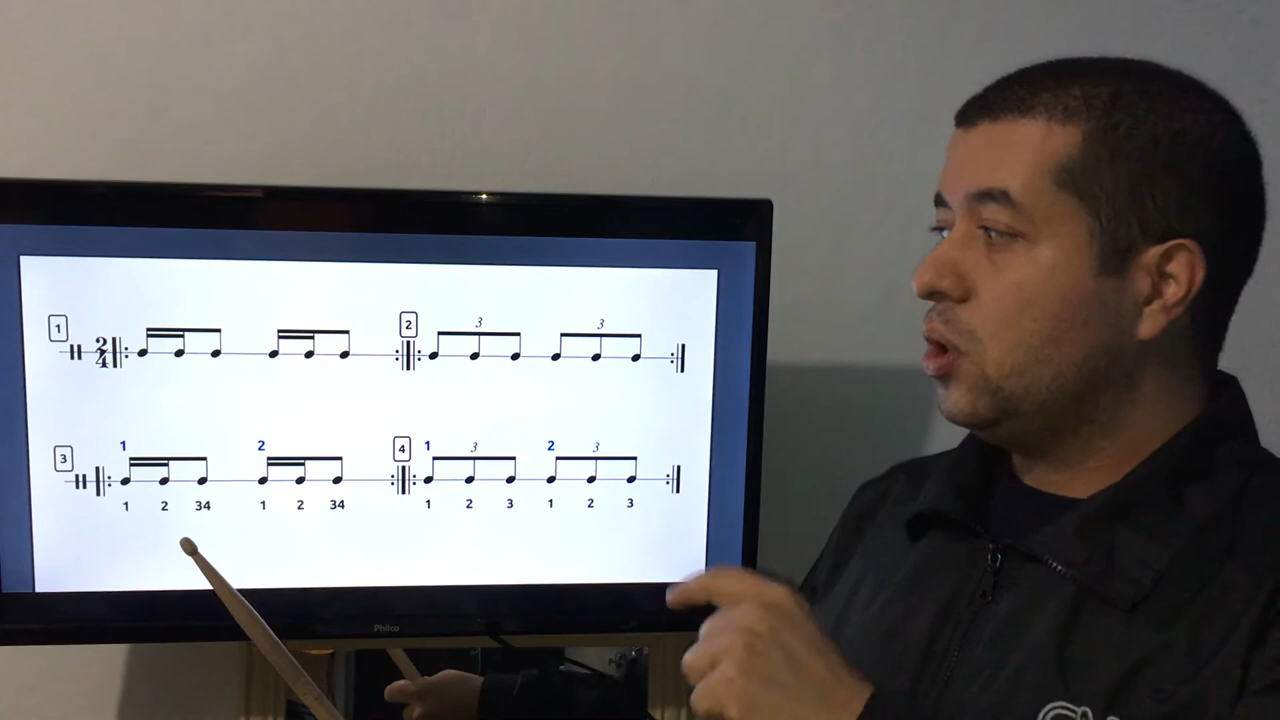 1 2/4 2 3 3
3 1 2 4 1 3 2 3
1 2 34 1 2 34 1 2 3 1 2 3
Philco